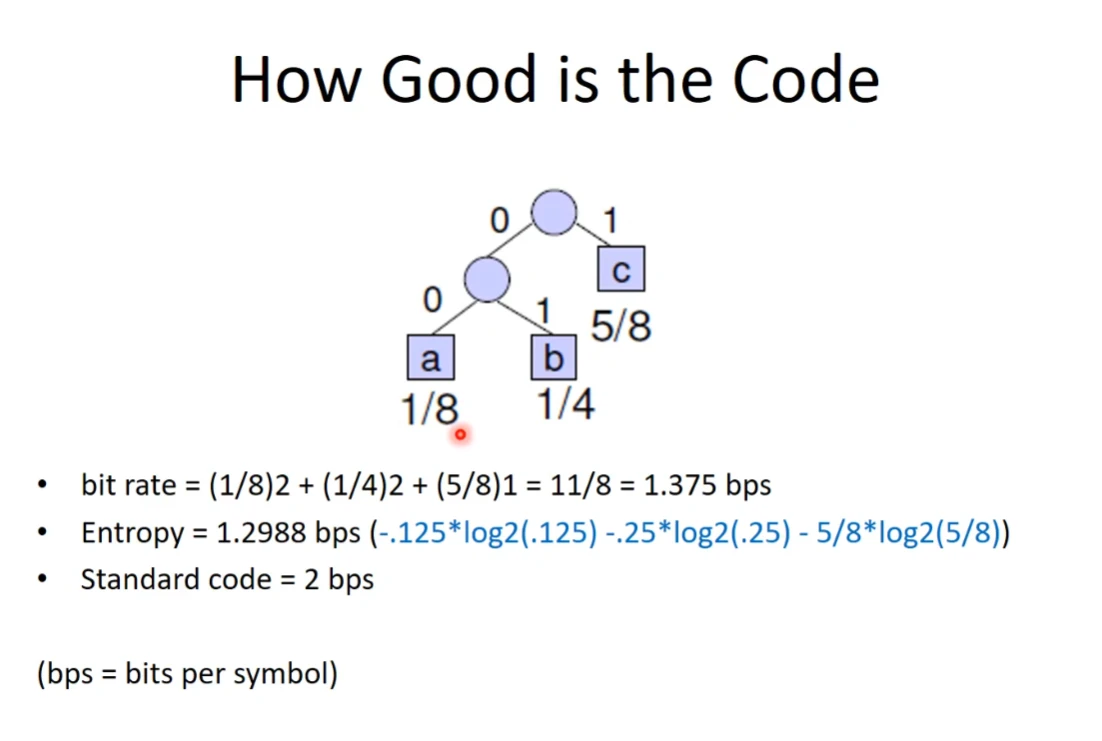 How Good is the Code
0 1
c
0 1 5/8
a b
1/8 1/4
• bit rate = (1/8)2 + (1/4)2 + (5/8)1 = 11/8 = 1.375 bps
• Entropy = 1.2988 bps (-.125*log2(.125) -.25*log2(.25) - 5/8*log2(5/8))
• Standard code = 2 bps
(bps = bits per symbol)